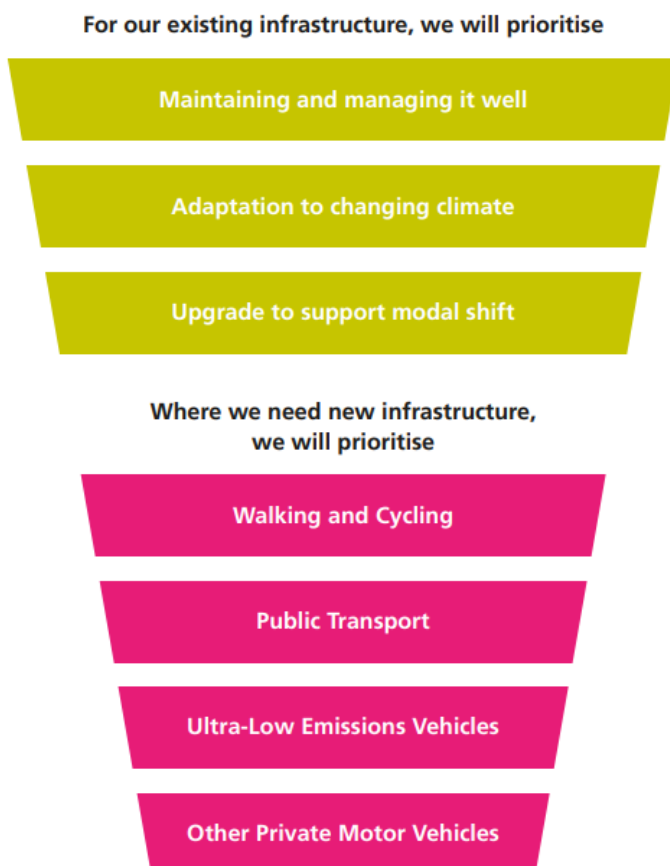 For our existing infrastructure, we will prioritise
Maintaining and managing it well
Adaptation to changing climate
Upgrade to support modal shift
Where we need new infrastructure,
we will prioritise
Walking and Cycling
Public Transport
Ultra-Low Emissions Vehicles
Other Private Motor Vehicles